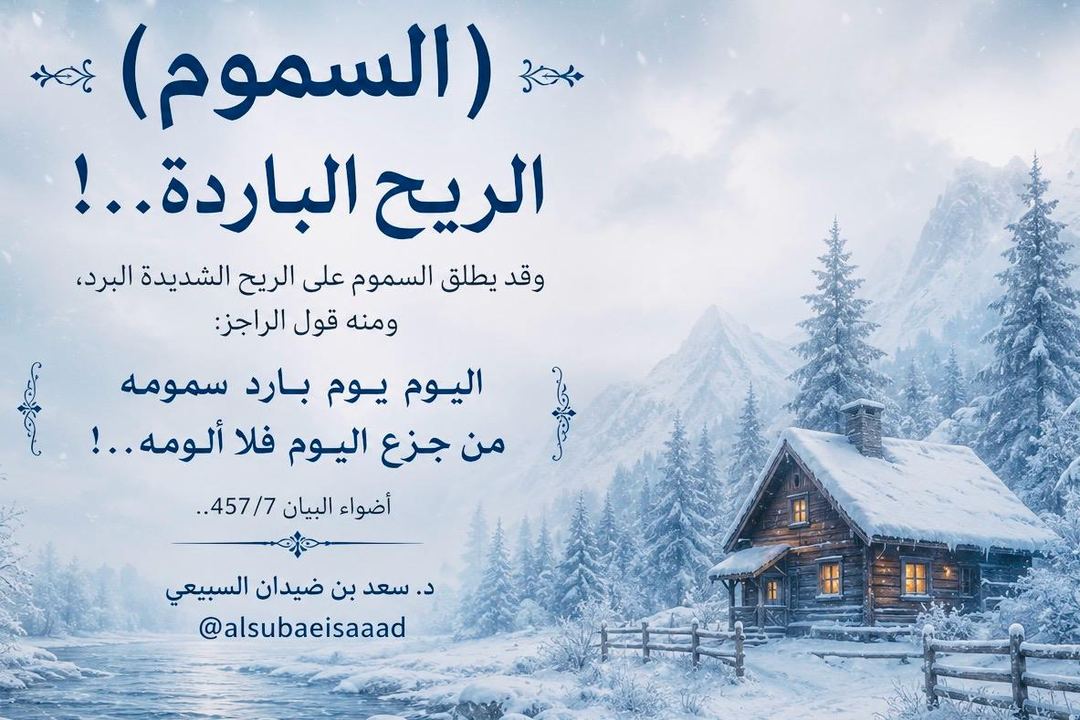 (السموم)
الريح الباردة..!
وقد يطلق السموم على الريح الشديدة البرد،
ومنه قول الراجز:
اليوم يوم بارد سمومه
من جزع اليوم فلا ألومه..!
أضواء البيان 457/7..
د. سعد بن ضيدان السبيعي
@alsubaeisaaad